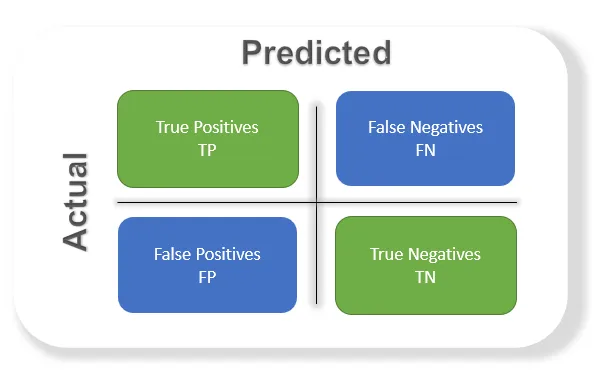 Predicted
Actual
True Positives
TP
False Negatives
FN
False Positives
FP
True Negatives
TN